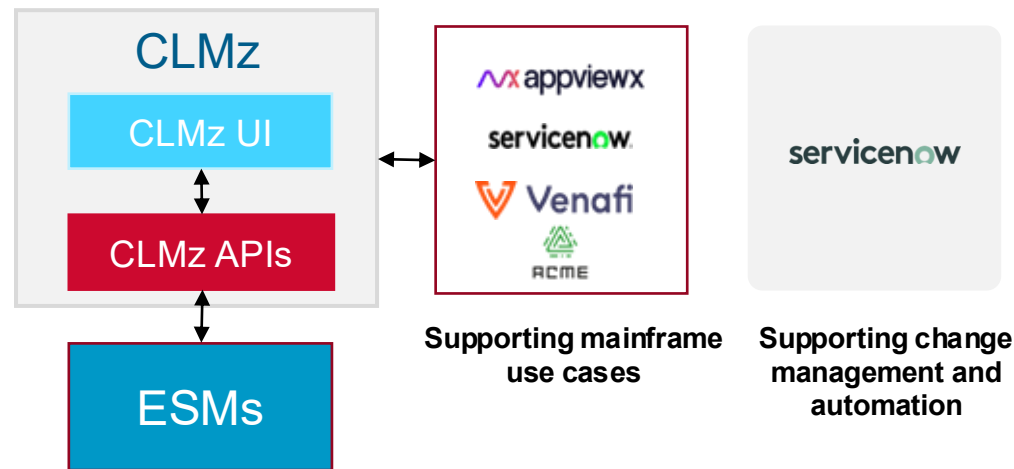 CLMz
CLMz UI
CLMz APIs
ESMs
appviewx
servicenow
Venafi
ACME
Supporting mainframe
use cases
servicenow
Supporting change
management and
automation